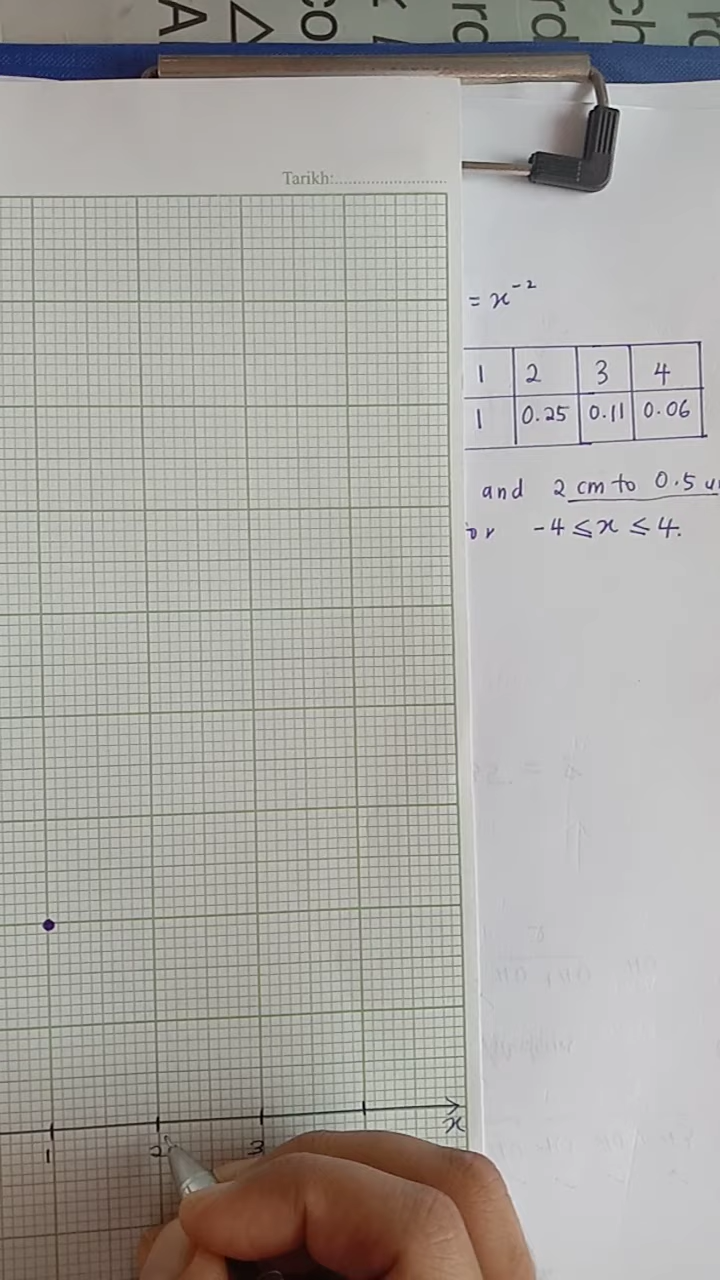 Tarikh:
= x⁻²
1 2 3 4
1 0.25 0.11 0.06
and 2 cm to 0.5
-4 ≤ x ≤ 4.
x
1 2 3